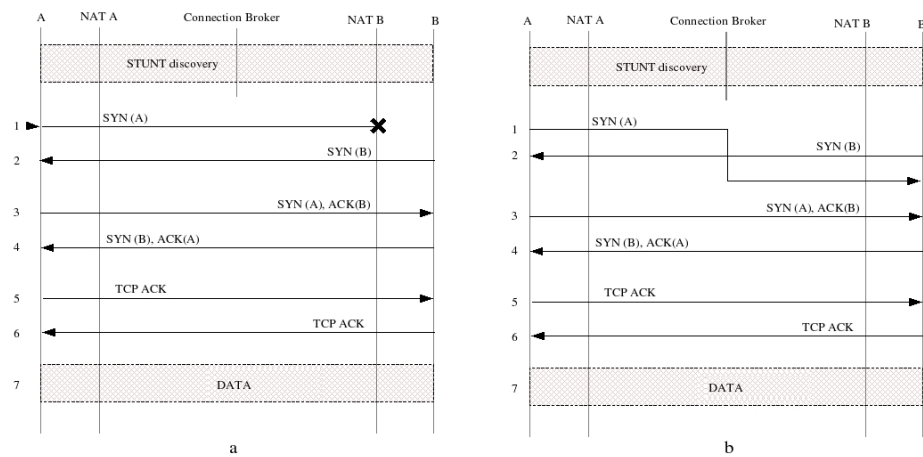 A NAT A Connection Broker NAT B B
STUNT discovery
1 SYN (A)
2 SYN (B)
3 SYN (A), ACK(B)
4 SYN (B), ACK(A)
5 TCP ACK
6 TCP ACK
7 DATA
a
A NAT A Connection Broker NAT B B
STUNT discovery
1 SYN (A)
2 SYN (B)
3 SYN (A), ACK(B)
4 SYN (B), ACK(A)
5 TCP ACK
6 TCP ACK
7 DATA
b